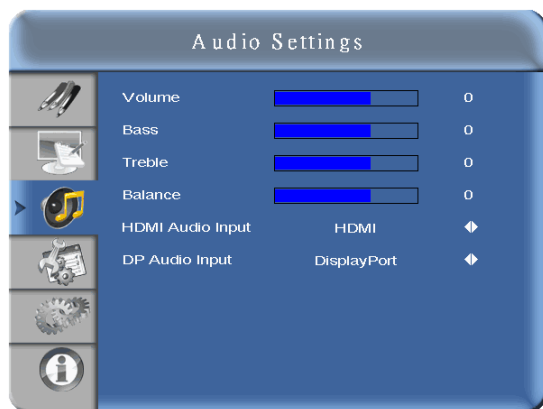 Audio Settings
Volume 0
Bass 0
Treble 0
Balance 0
HDMI Audio Input HDMI
DP Audio Input DisplayPort